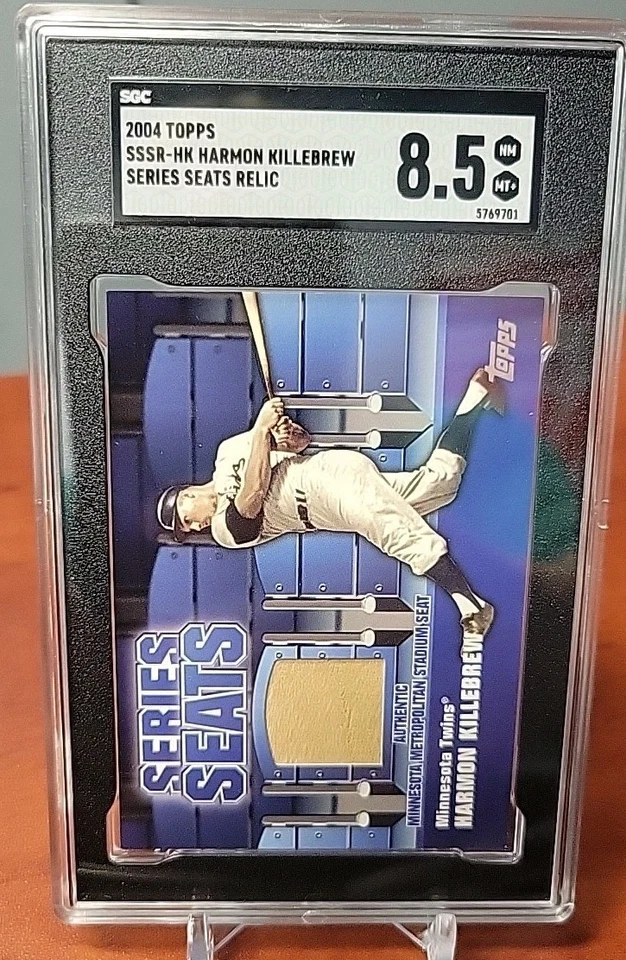 SGC
2004 TOPPS
SSSR-HK HARMON KILLEBREW
SERIES SEATS RELIC
8.5
NM
MT+
5769701
TOPPS
SERIES
SEATS
AUTHENTIC
MINNESOTA METROPOLITAN STADIUM SEAT
Minnesota Twins®
HARMON KILLEBREW